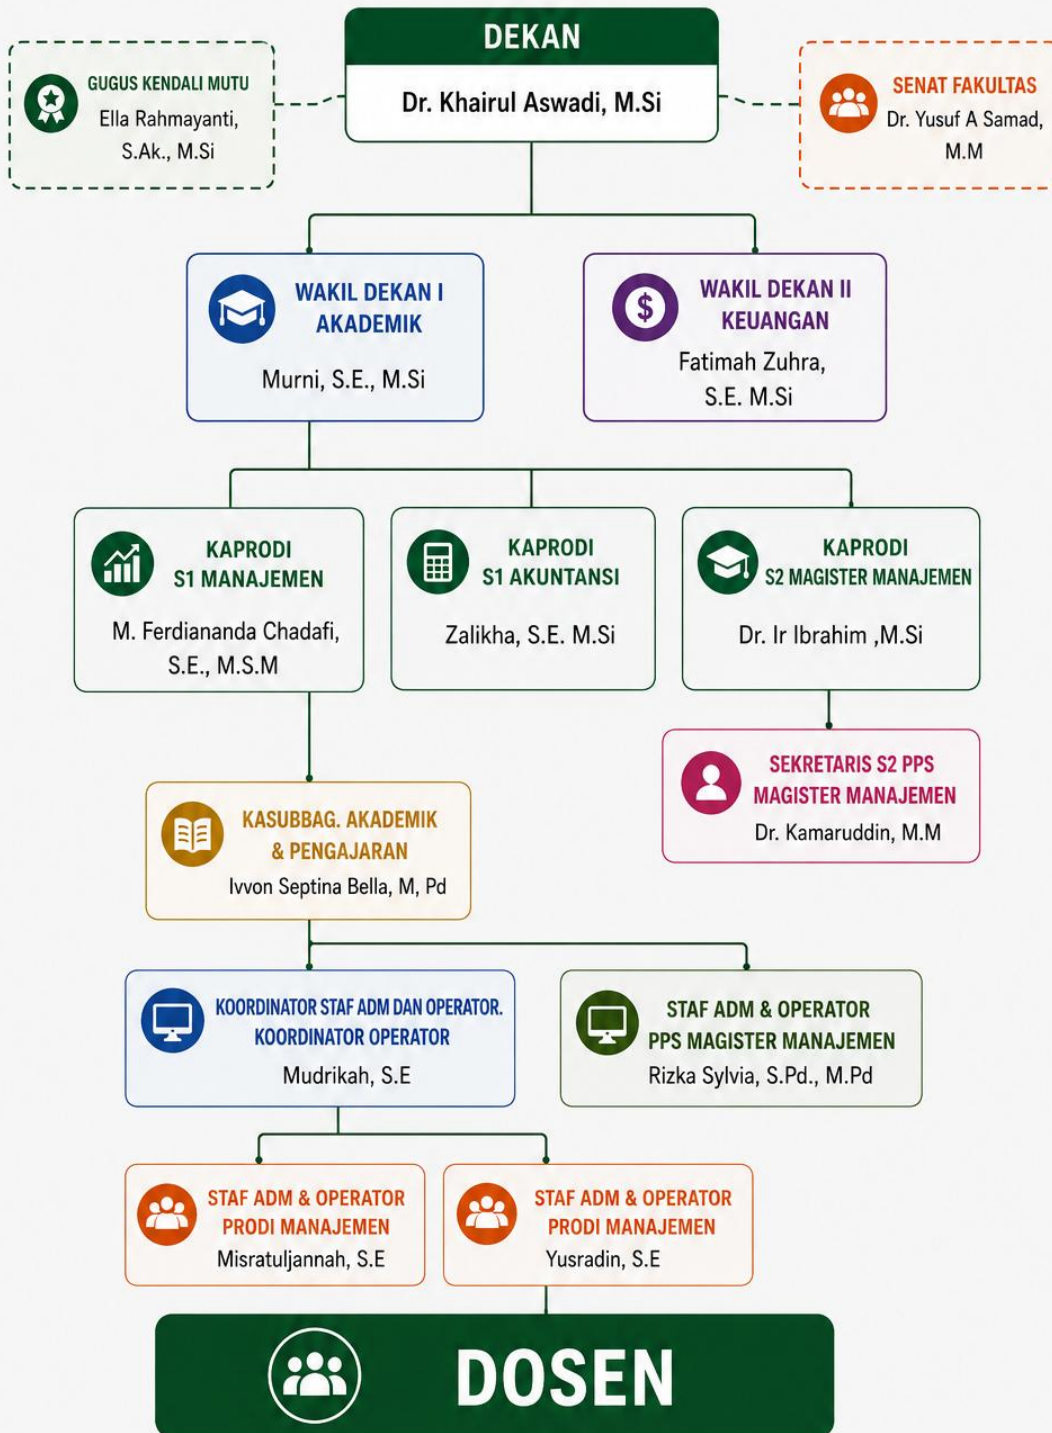 DEKAN
Dr. Khairul Aswadi, M.Si
GUGUS KENDALI MUTU
Ella Rahmayanti,
S.Ak., M.Si
SENAT FAKULTAS
Dr. Yusuf A Samad,
M.M
WAKIL DEKAN I
AKADEMIK
Murni, S.E., M.Si
WAKIL DEKAN II
KEUANGAN
Fatimah Zuhra,
S.E. M.Si
$
KAPRODI
S1 MANAJEMEN
M. Ferdiananda Chadafi,
S.E., M.S.M
KAPRODI
S1 AKUNTANSI
Zalikha, S.E. M.Si
KAPRODI
S2 MAGISTER MANAJEMEN
Dr. Ir Ibrahim ,M.Si
SEKRETARIS S2 PPS
MAGISTER MANAJEMEN
Dr. Kamaruddin, M.M
KASUBBAG. AKADEMIK
& PENGAJARAN
Ivvon Septina Bella, M, Pd
KOORDINATOR STAF ADM DAN OPERATOR.
KOORDINATOR OPERATOR
Mudrikah, S.E
STAF ADM & OPERATOR
PPS MAGISTER MANAJEMEN
Rizka Sylvia, S.Pd., M.Pd
STAF ADM & OPERATOR
PRODI MANAJEMEN
Misratuljannah, S.E
STAF ADM & OPERATOR
PRODI MANAJEMEN
Yusradin, S.E
DOSEN